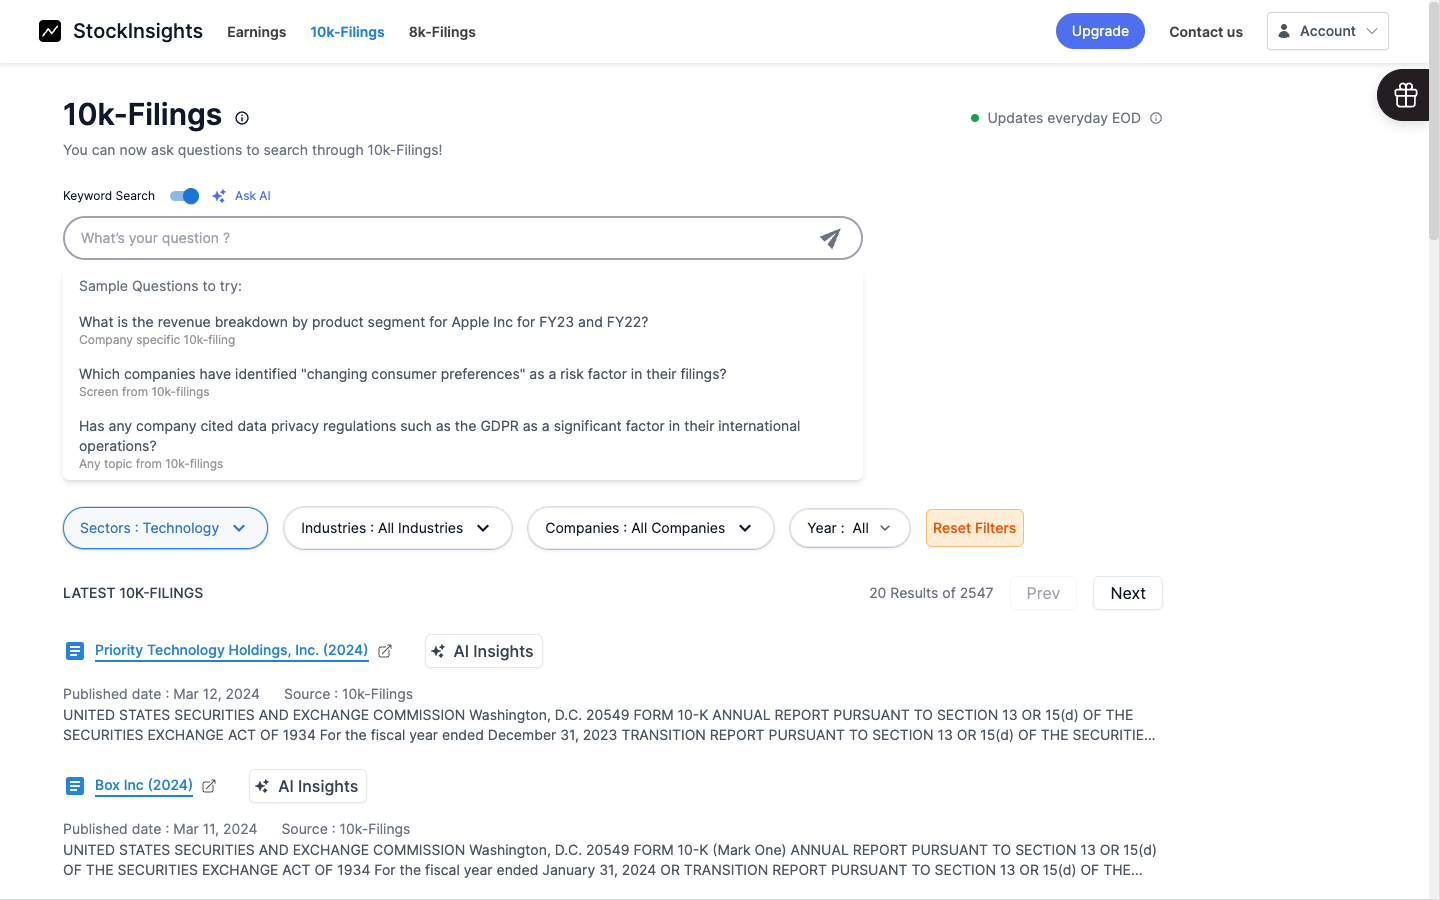 StockInsights
Earnings
10k-Filings
8k-Filings
Upgrade
Contact us
Account
10k-Filings
Updates everyday EOD
You can now ask questions to search through 10k-Filings!
Keyword Search
Ask AI
What's your question ?
Sample Questions to try:
What is the revenue breakdown by product segment for Apple Inc for FY23 and FY22?
Company specific 10k-filing
Which companies have identified "changing consumer preferences" as a risk factor in their filings?
Screen from 10k-filings
Has any company cited data privacy regulations such as the GDPR as a significant factor in their international
operations?
Any topic from 10k-filings
Sectors : Technology
Industries : All Industries
Companies : All Companies
Year : All
Reset Filters
LATEST 10K-FILINGS
20 Results of 2547
Prev
Next
Priority Technology Holdings, Inc. (2024)
AI Insights
Published date : Mar 12, 2024 Source : 10k-Filings
UNITED STATES SECURITIES AND EXCHANGE COMMISSION Washington, D.C. 20549 FORM 10-K ANNUAL REPORT PURSUANT TO SECTION 13 OR 15(d) OF THE
SECURITIES EXCHANGE ACT OF 1934 For the fiscal year ended December 31, 2023 TRANSITION REPORT PURSUANT TO SECTION 13 OR 15(d) OF THE SECURITIE...
Box Inc (2024)
AI Insights
Published date : Mar 11, 2024 Source : 10k-Filings
UNITED STATES SECURITIES AND EXCHANGE COMMISSION Washington, D.C. 20549 FORM 10-K (Mark One) ANNUAL REPORT PURSUANT TO SECTION 13 OR 15(d)
OF THE SECURITIES EXCHANGE ACT OF 1934 For the fiscal year ended January 31, 2024 OR TRANSITION REPORT PURSUANT TO SECTION 13 OR 15(d) OF THE...